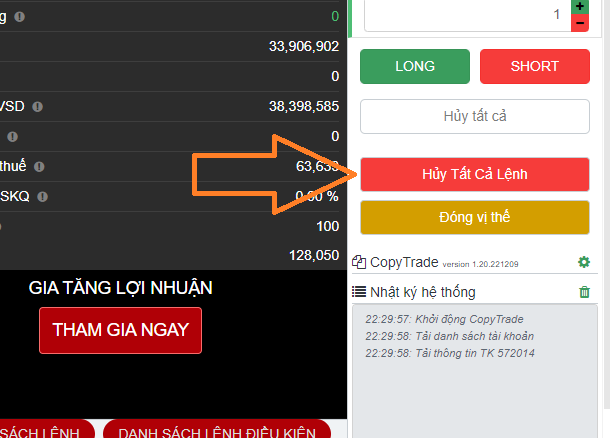 g
0
33,906,902
0
VSD
38,398,585
0
thuế
63,639
SKQ
0.00 %
100
128,050
GIA TĂNG LỢI NHUẬN
THAM GIA NGAY
SÁCH LỆNH
DANH SÁCH LỆNH ĐIỀU KIỆN
1
+
−
LONG
SHORT
Hủy tất cả
Hủy Tất Cả Lệnh
Đóng vị thế
CopyTrade version 1.20.221209
Nhật ký hệ thống
22:29:57: Khởi động CopyTrade
22:29:58: Tải danh sách tài khoản
22:29:58: Tải thông tin TK 572014